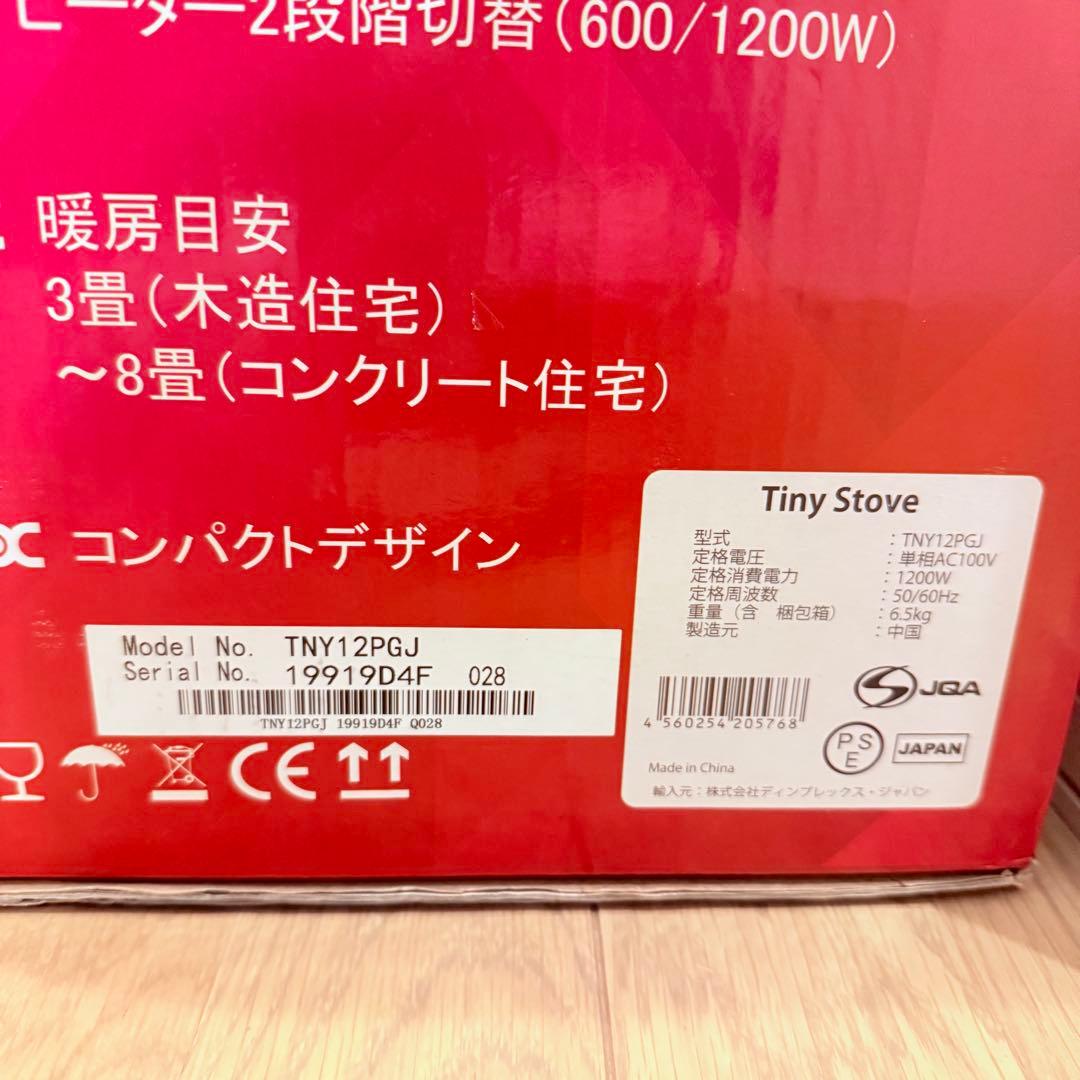 ヒーター2段階切替(600/1200W)
暖房目安
3畳(木造住宅)
～8畳(コンクリート住宅)
コンパクトデザイン
Model No. TNY12PGJ
Serial No. 19919D4F 028
TNY12PGJ 19919D4F Q028
CE
Tiny Stove
型式 : TNY12PGJ
定格電圧 : 単相AC100V
定格消費電力 : 1200W
定格周波数 : 50/60Hz
重量(含 梱包箱) : 6.5kg
製造元 : 中国
JQA
4 560254 205768
PSE
JAPAN
Made in China
輸入元：株式会社ディンプレックス・ジャパン